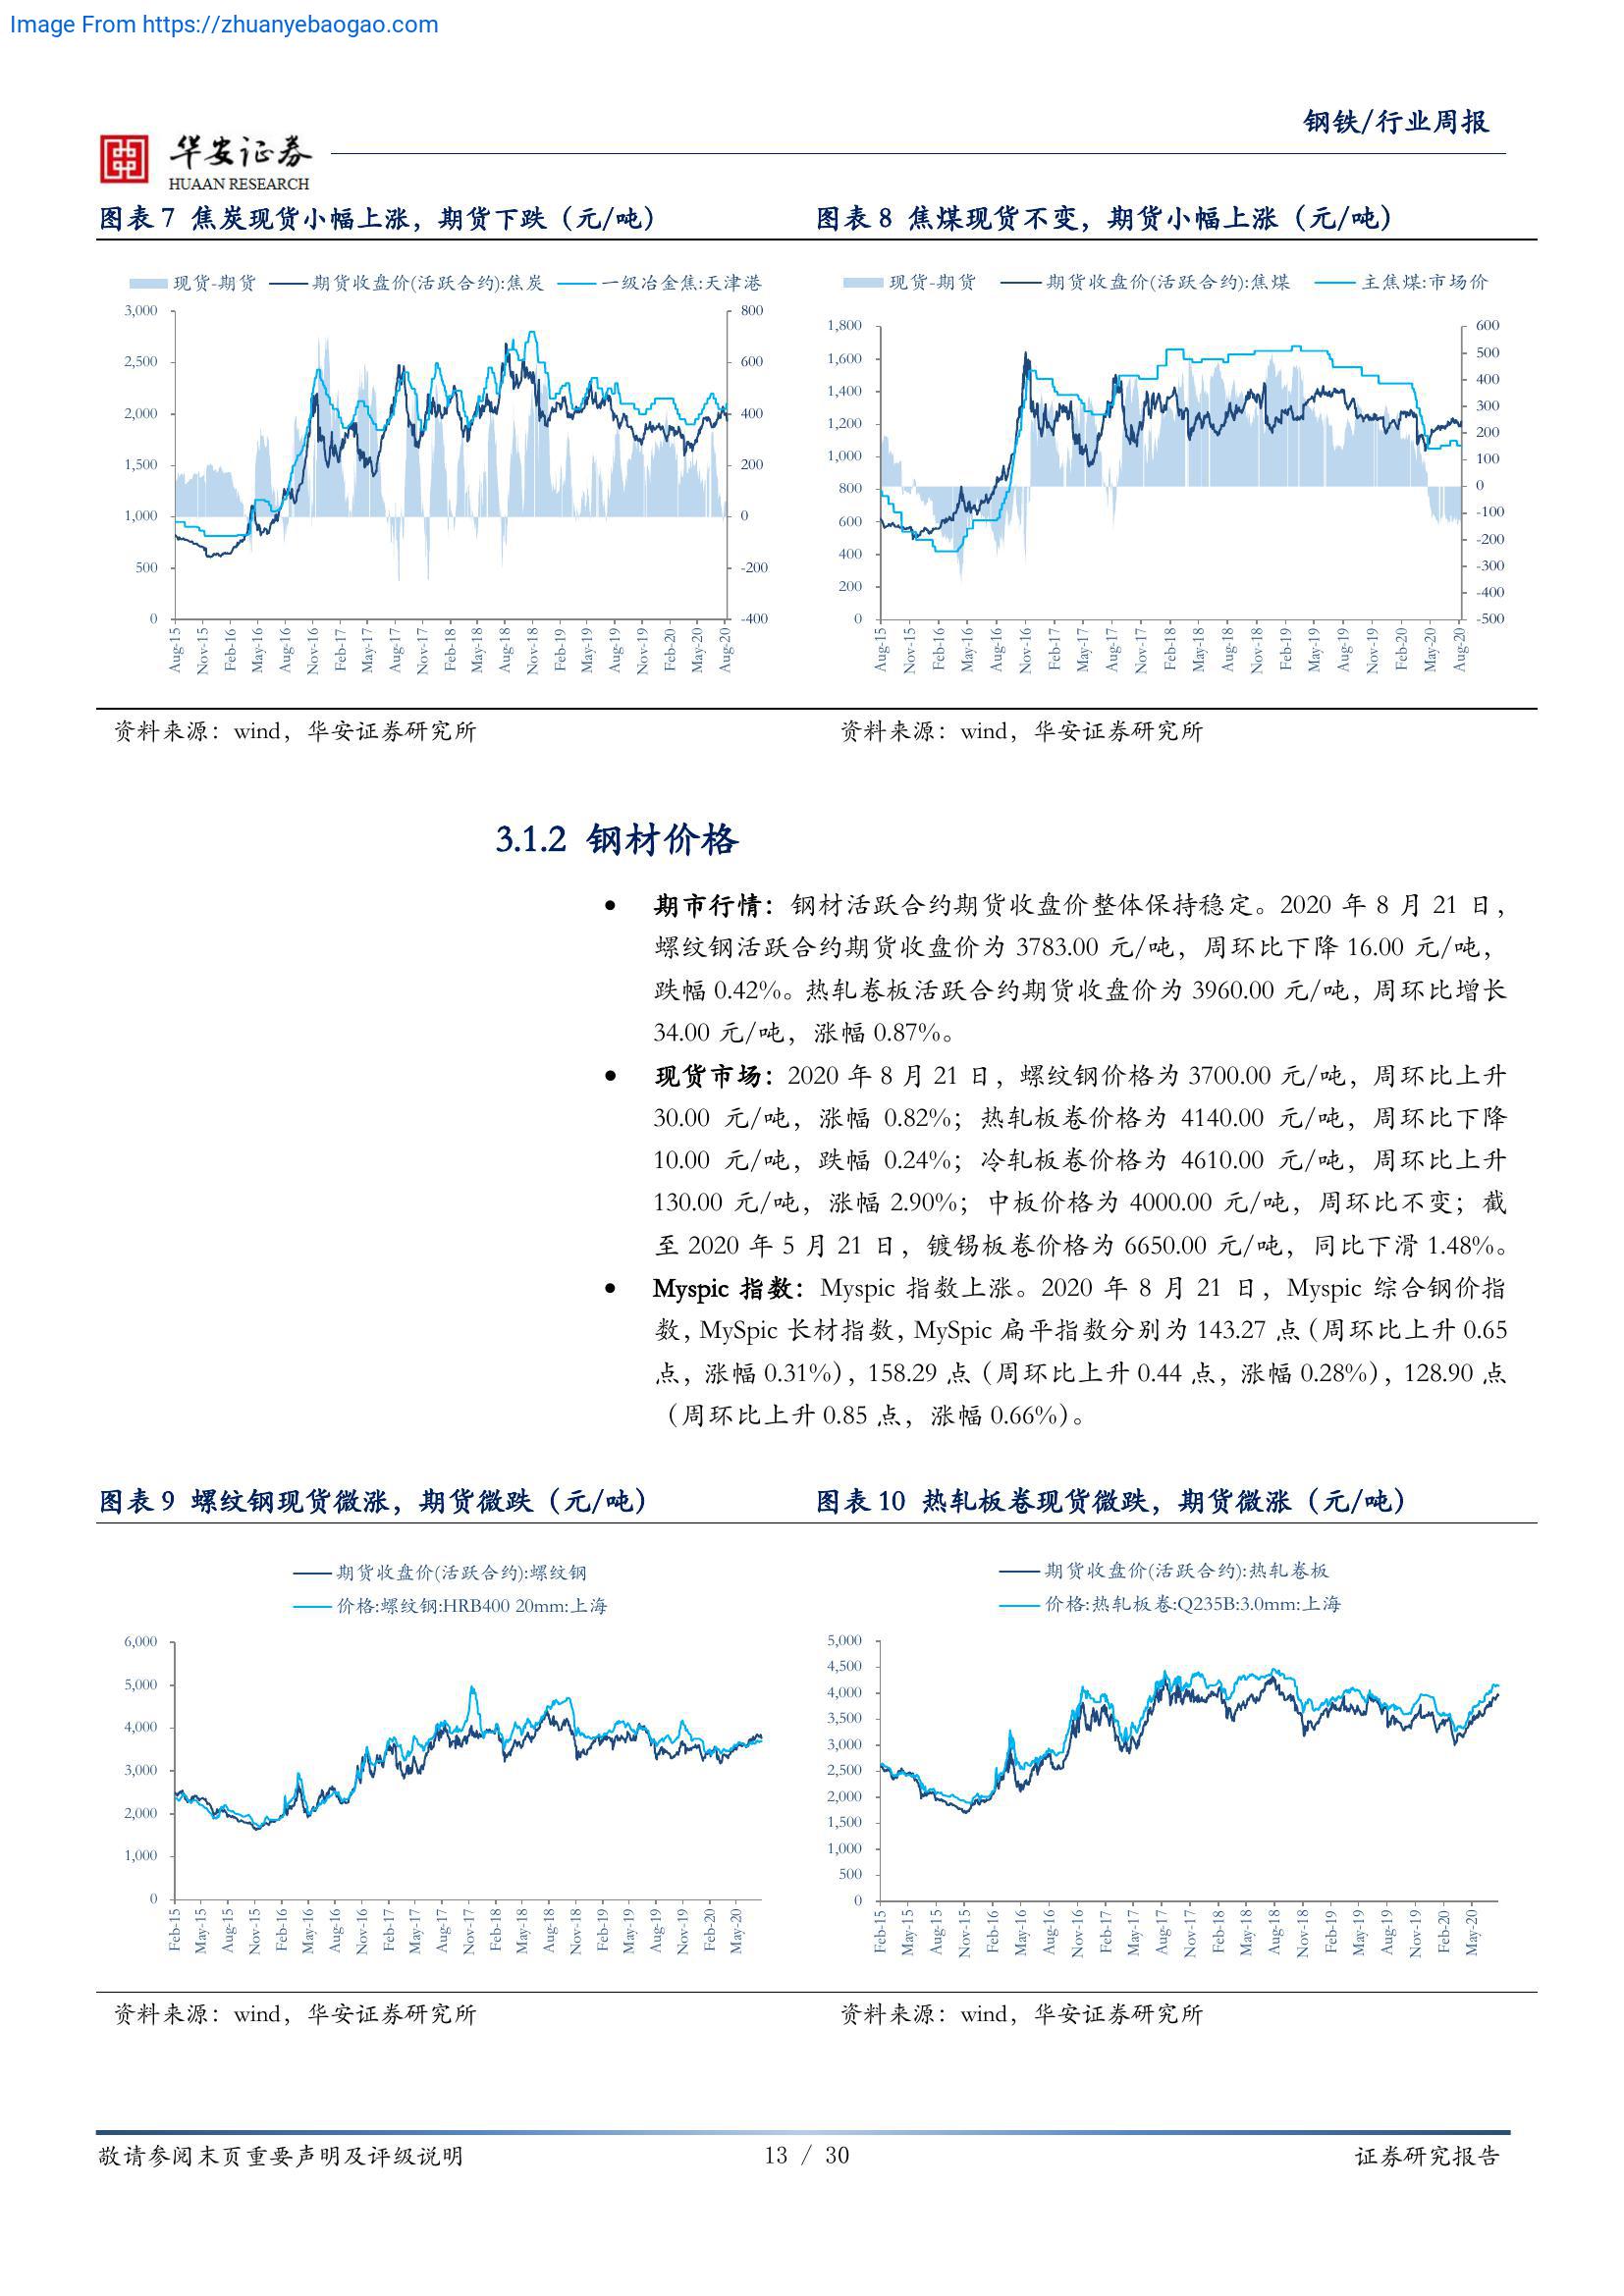 Image From https://zhuanyebaogao.com
钢铁/行业周报
华安证券
HUAAN RESEARCH
图表 7 焦炭现货小幅上涨，期货下跌（元/吨）
图表 8 焦煤现货不变，期货小幅上涨（元/吨）
现货-期货 期货收盘价(活跃合约):焦炭 一级冶金焦:天津港
3,000
2,500
2,000
1,500
1,000
500
0
800
600
400
200
0
-200
-400
Aug-15 Nov-15 Feb-16 May-16 Aug-16 Nov-16 Feb-17 May-17 Aug-17 Nov-17 Feb-18 May-18 Aug-18 Nov-18 Feb-19 May-19 Aug-19 Nov-19 Feb-20 May-20 Aug-20
现货-期货 期货收盘价(活跃合约):焦煤 主焦煤:市场价
1,800
1,600
1,400
1,200
1,000
800
600
400
200
0
600
500
400
300
200
100
0
-100
-200
-300
-400
-500
Aug-15 Nov-15 Feb-16 May-16 Aug-16 Nov-16 Feb-17 May-17 Aug-17 Nov-17 Feb-18 May-18 Aug-18 Nov-18 Feb-19 May-19 Aug-19 Nov-19 Feb-20 May-20 Aug-20
资料来源：wind，华安证券研究所
资料来源：wind，华安证券研究所
3.1.2 钢材价格
● 期市行情：钢材活跃合约期货收盘价整体保持稳定。2020 年 8 月 21 日，
螺纹钢活跃合约期货收盘价为 3783.00 元/吨，周环比下降 16.00 元/吨，
跌幅 0.42%。热轧卷板活跃合约期货收盘价为 3960.00 元/吨，周环比增长
34.00 元/吨，涨幅 0.87%。
● 现货市场：2020 年 8 月 21 日，螺纹钢价格为 3700.00 元/吨，周环比上升
30.00 元/吨，涨幅 0.82%；热轧板卷价格为 4140.00 元/吨，周环比下降
10.00 元/吨，跌幅 0.24%；冷轧板卷价格为 4610.00 元/吨，周环比上升
130.00 元/吨，涨幅 2.90%；中板价格为 4000.00 元/吨，周环比不变；截
至 2020 年 5 月 21 日，镀锡板卷价格为 6650.00 元/吨，同比下滑 1.48%。
● Myspic 指数：Myspic 指数上涨。2020 年 8 月 21 日，Myspic 综合钢价指
数，MySpic 长材指数，MySpic 扁平指数分别为 143.27 点（周环比上升 0.65
点，涨幅 0.31%），158.29 点（周环比上升 0.44 点，涨幅 0.28%），128.90 点
（周环比上升 0.85 点，涨幅 0.66%）。
图表 9 螺纹钢现货微涨，期货微跌（元/吨）
图表 10 热轧板卷现货微跌，期货微涨（元/吨）
期货收盘价(活跃合约):螺纹钢
价格:螺纹钢:HRB400 20mm:上海
6,000
5,000
4,000
3,000
2,000
1,000
0
Feb-15 May-15 Aug-15 Nov-15 Feb-16 May-16 Aug-16 Nov-16 Feb-17 May-17 Aug-17 Nov-17 Feb-18 May-18 Aug-18 Nov-18 Feb-19 May-19 Aug-19 Nov-19 Feb-20 May-20
期货收盘价(活跃合约):热轧卷板
价格:热轧板卷:Q235B:3.0mm:上海
5,000
4,500
4,000
3,500
3,000
2,500
2,000
1,500
1,000
500
0
Feb-15 May-15 Aug-15 Nov-15 Feb-16 May-16 Aug-16 Nov-16 Feb-17 May-17 Aug-17 Nov-17 Feb-18 May-18 Aug-18 Nov-18 Feb-19 May-19 Aug-19 Nov-19 Feb-20 May-20
资料来源：wind，华安证券研究所
资料来源：wind，华安证券研究所
敬请参阅末页重要声明及评级说明
13 / 30
证券研究报告